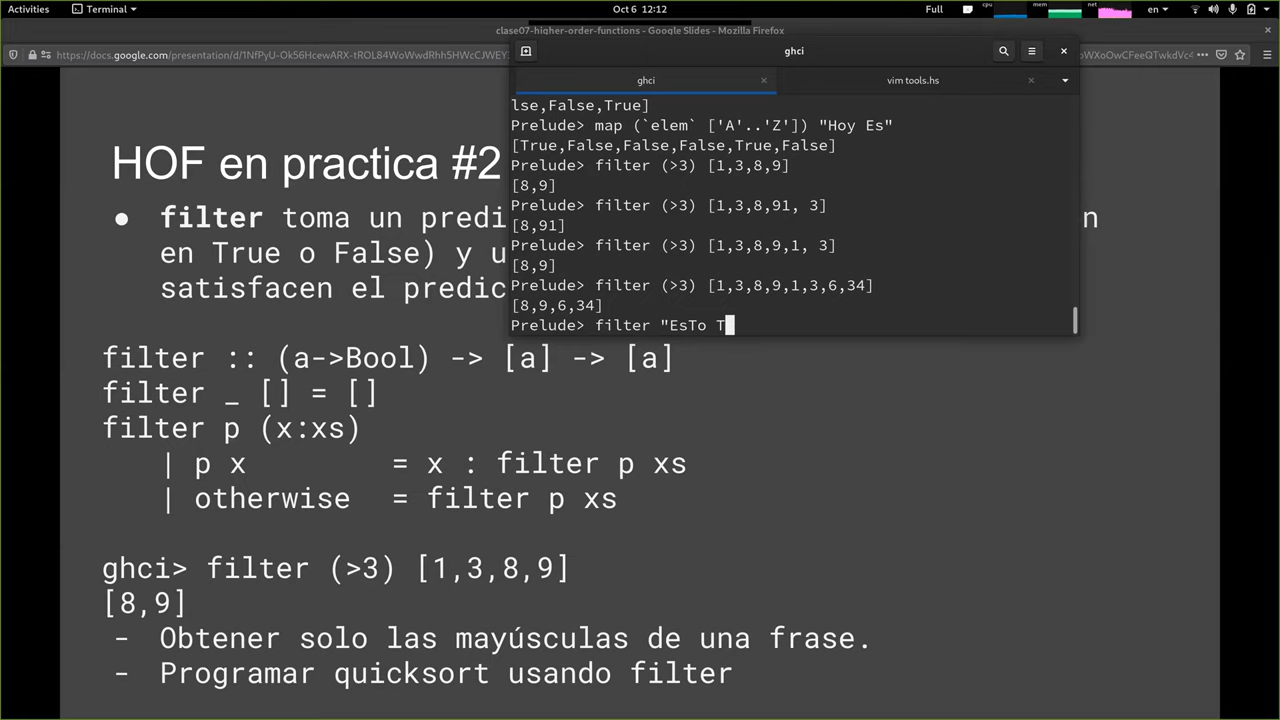 Activities
Terminal
Oct 6 12:12
Full
cpu
mem
net
en
clase07-higher-order-functions - Google Slides - Mozilla Firefox
docs.google.com/presentation/d/1NfPyU-Ok56HcewARX-tROL84WoWwdRhh5HWcCJWEY
ghci
ghci
vim tools.hs
lse,False,True]
Prelude> map (`elem` ['A'..'Z']) "Hoy Es"
[True,False,False,False,True,False]
Prelude> filter (>3) [1,3,8,9]
[8,9]
Prelude> filter (>3) [1,3,8,91, 3]
[8,91]
Prelude> filter (>3) [1,3,8,9,1, 3]
[8,9]
Prelude> filter (>3) [1,3,8,9,1,3,6,34]
[8,9,6,34]
Prelude> filter "EsTo T
HOF en practica #2
● filter toma un predi n
en True o False) y u
satisfacen el predic
filter :: (a->Bool) -> [a] -> [a]
filter _ [] = []
filter p (x:xs)
| p x = x : filter p xs
| otherwise = filter p xs
ghci> filter (>3) [1,3,8,9]
[8,9]
- Obtener solo las mayúsculas de una frase.
- Programar quicksort usando filter